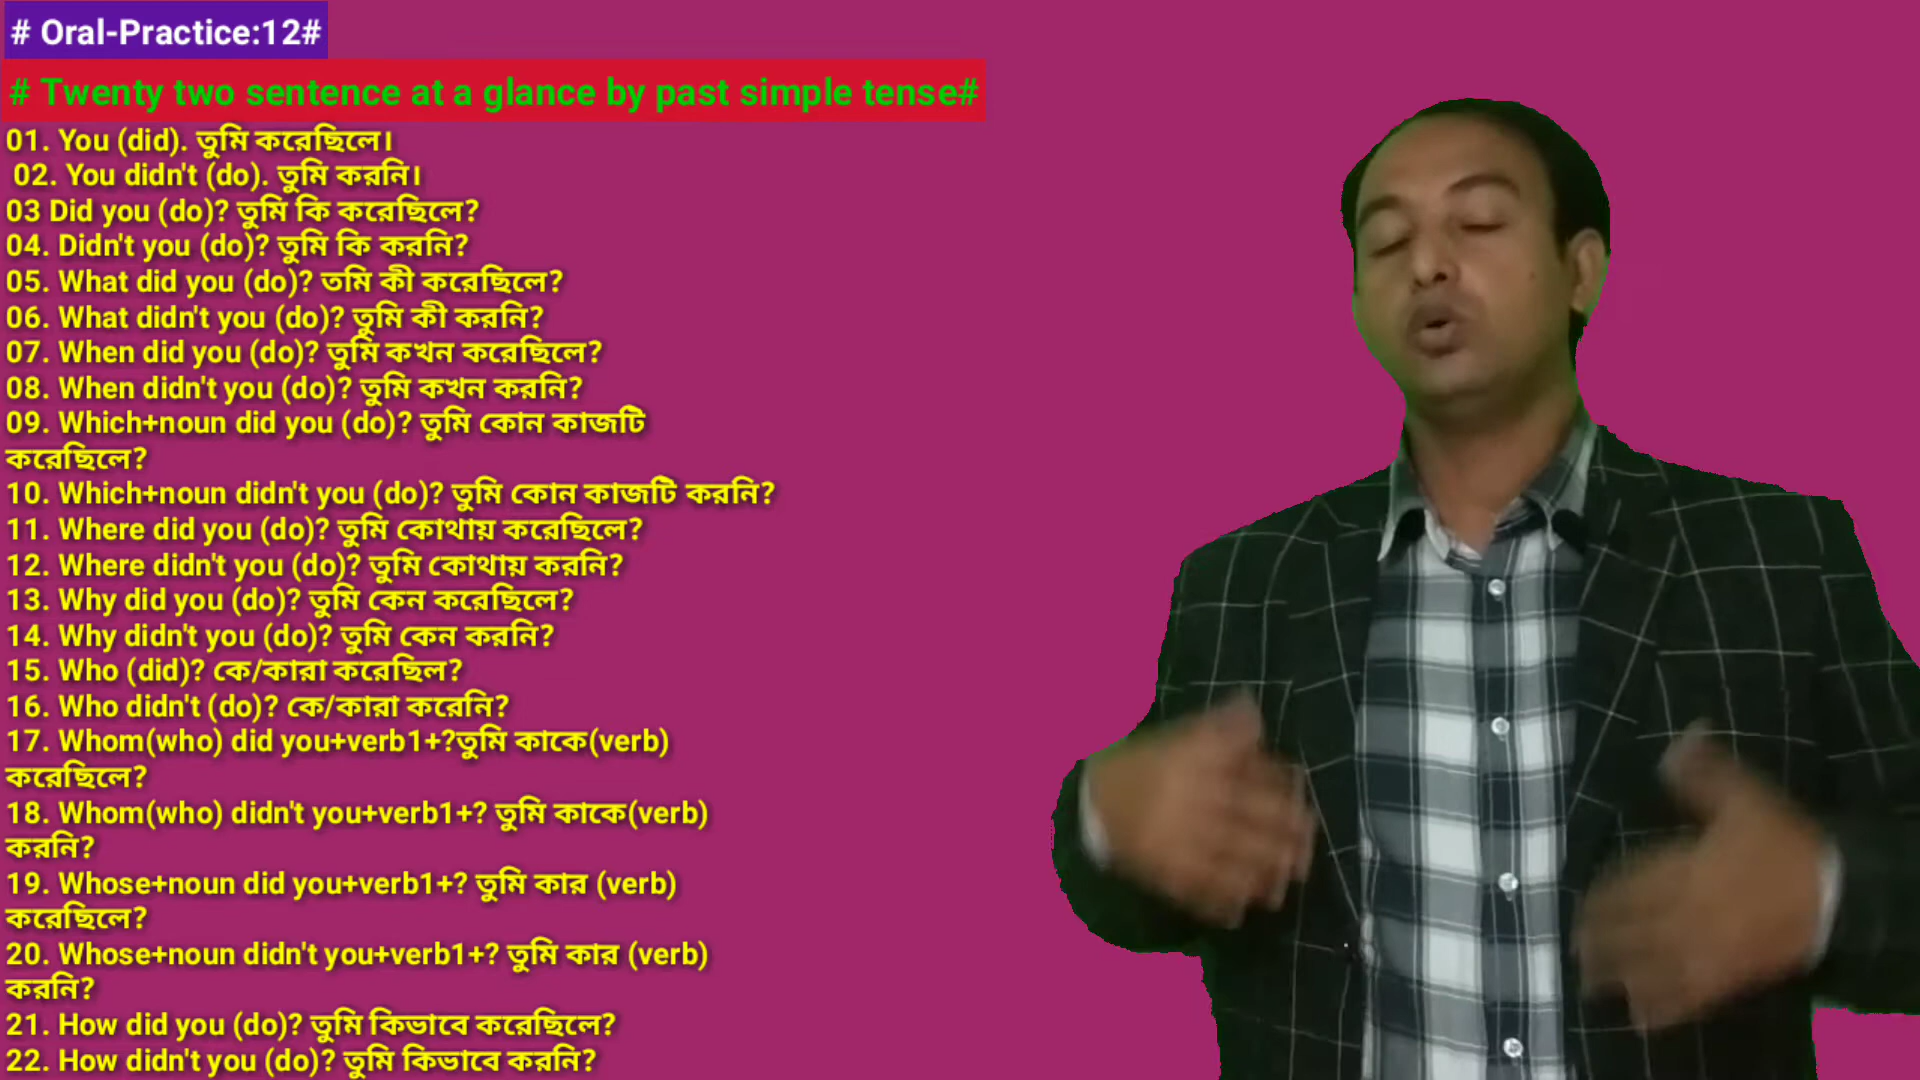 # Oral-Practice:12#
# Twenty two sentence at a glance by past simple tense#
01. You (did). তুমি করেছিলে।
02. You didn't (do). তুমি করনি।
03 Did you (do)? তুমি কি করেছিলে?
04. Didn't you (do)? তুমি কি করনি?
05. What did you (do)? তমি কী করেছিলে?
06. What didn't you (do)? তুমি কী করনি?
07. When did you (do)? তুমি কখন করেছিলে?
08. When didn't you (do)? তুমি কখন করনি?
09. Which+noun did you (do)? তুমি কোন কাজটি
করেছিলে?
10. Which+noun didn't you (do)? তুমি কোন কাজটি করনি?
11. Where did you (do)? তুমি কোথায় করেছিলে?
12. Where didn't you (do)? তুমি কোথায় করনি?
13. Why did you (do)? তুমি কেন করেছিলে?
14. Why didn't you (do)? তুমি কেন করনি?
15. Who (did)? কে/কারা করেছিল?
16. Who didn't (do)? কে/কারা করেনি?
17. Whom(who) did you+verb1+?তুমি কাকে(verb)
করেছিলে?
18. Whom(who) didn't you+verb1+? তুমি কাকে(verb)
করনি?
19. Whose+noun did you+verb1+? তুমি কার (verb)
করেছিলে?
20. Whose+noun didn't you+verb1+? তুমি কার (verb)
করনি?
21. How did you (do)? তুমি কিভাবে করেছিলে?
22. How didn't you (do)? তুমি কিভাবে করনি?